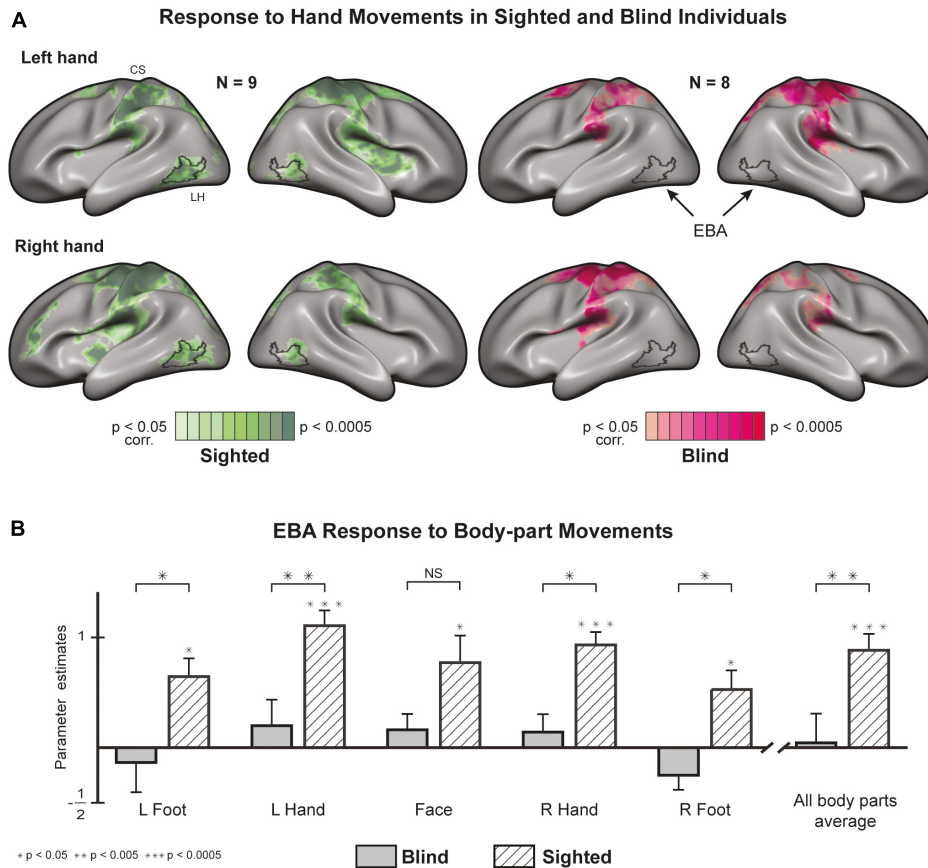 A
Response to Hand Movements in Sighted and Blind Individuals
Left hand
CS
N = 9
N = 8
LH
EBA
Right hand
p < 0.05
corr.
p < 0.0005
Sighted
p < 0.05
corr.
p < 0.0005
Blind
B
EBA Response to Body-part Movements
* * * NS * * * *
* * * *
* * * * * * * *
1
Parameter estimates
-1/2
L Foot
L Hand
Face
R Hand
R Foot
All body parts
average
* p < 0.05 ** p < 0.005 *** p < 0.0005
Blind
Sighted